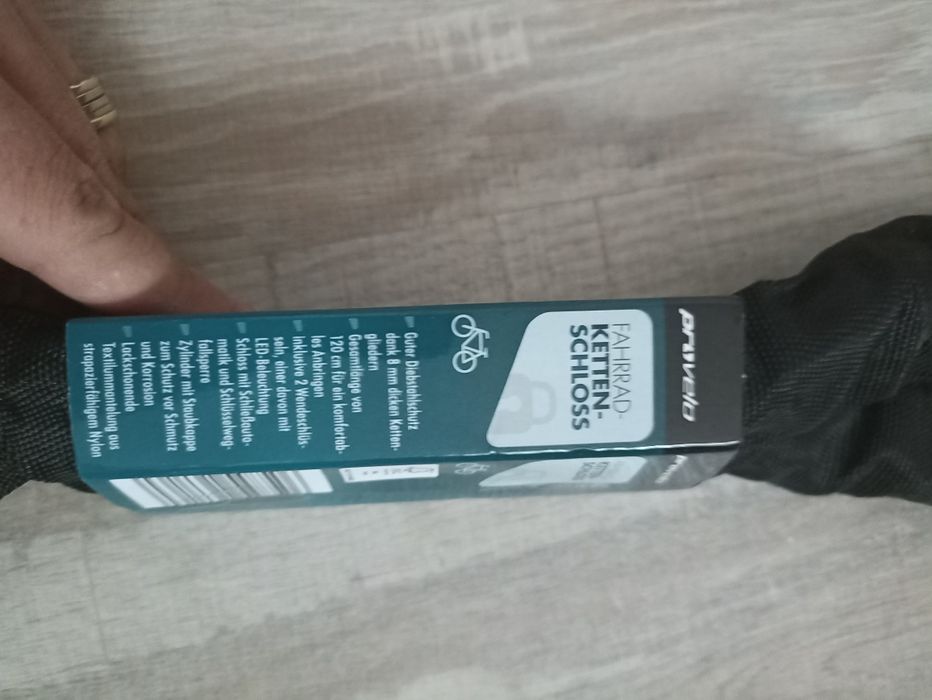 provelo
FAHRRAD-
KETTEN-
SCHLOSS
Guter Diebstahlschutz
dank 8 mm dicken Ketten-
gliedern
Gesamtlänge von
120 cm für ein komfortab-
les Anbringen
inklusive 2 Wendeschlüs-
seln, einer davon mit
LED-Beleuchtung
Schloss mit Schließauto-
matik und Schlüsselweg-
fallsperre
Zylinder mit Staubkappe
zum Schutz vor Schmutz
und Korrosion
Lackschonende
Textilummantelung aus
strapazierfähigen Nylon